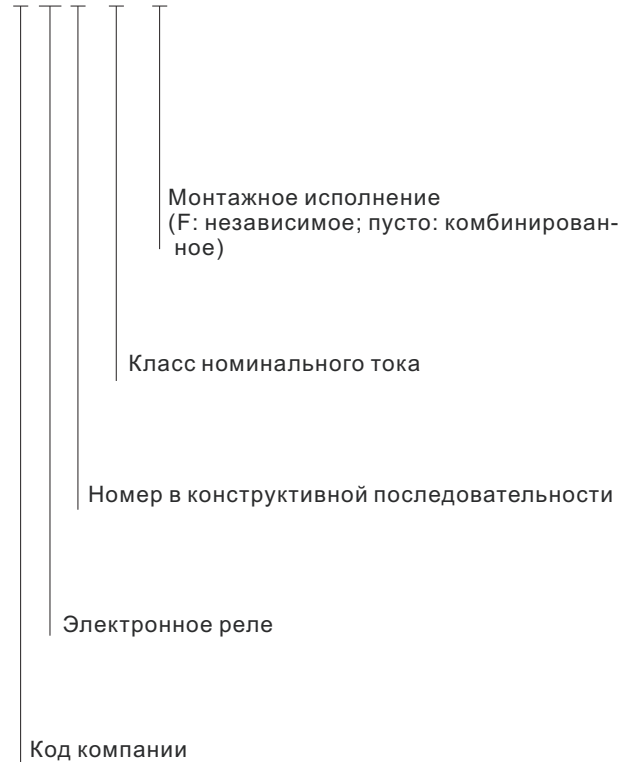 Монтажное исполнение
(F: независимое; пусто: комбинирован-
ное)
Класс номинального тока
Номер в конструктивной последовательности
Электронное реле
Код компании